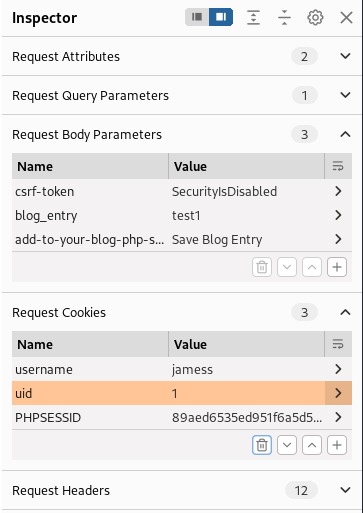 Inspector
Request Attributes 2
Request Query Parameters 1
Request Body Parameters 3
Name Value
csrf-token SecurityIsDisabled
blog_entry test1
add-to-your-blog-php-s... Save Blog Entry
Request Cookies 3
Name Value
username jamess
uid 1
PHPSESSID 89aed6535ed951f6a5d5...
Request Headers 12